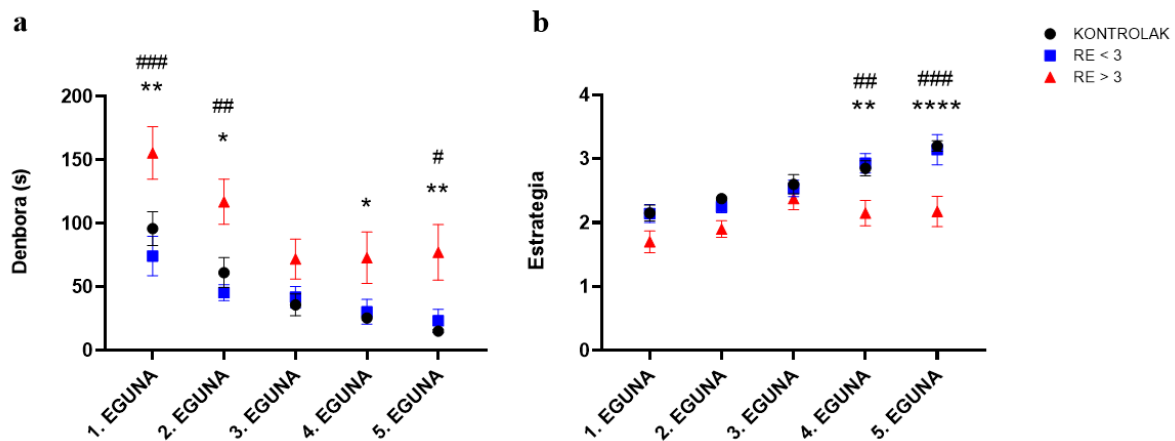 a
###
**
##
*
*
#
**
Denbora (s)
200
150
100
50
0
1. EGUNA
2. EGUNA
3. EGUNA
4. EGUNA
5. EGUNA
b
##
**
###
****
Estrategia
4
3
2
1
0
1. EGUNA
2. EGUNA
3. EGUNA
4. EGUNA
5. EGUNA
KONTROLAK
RE < 3
RE > 3